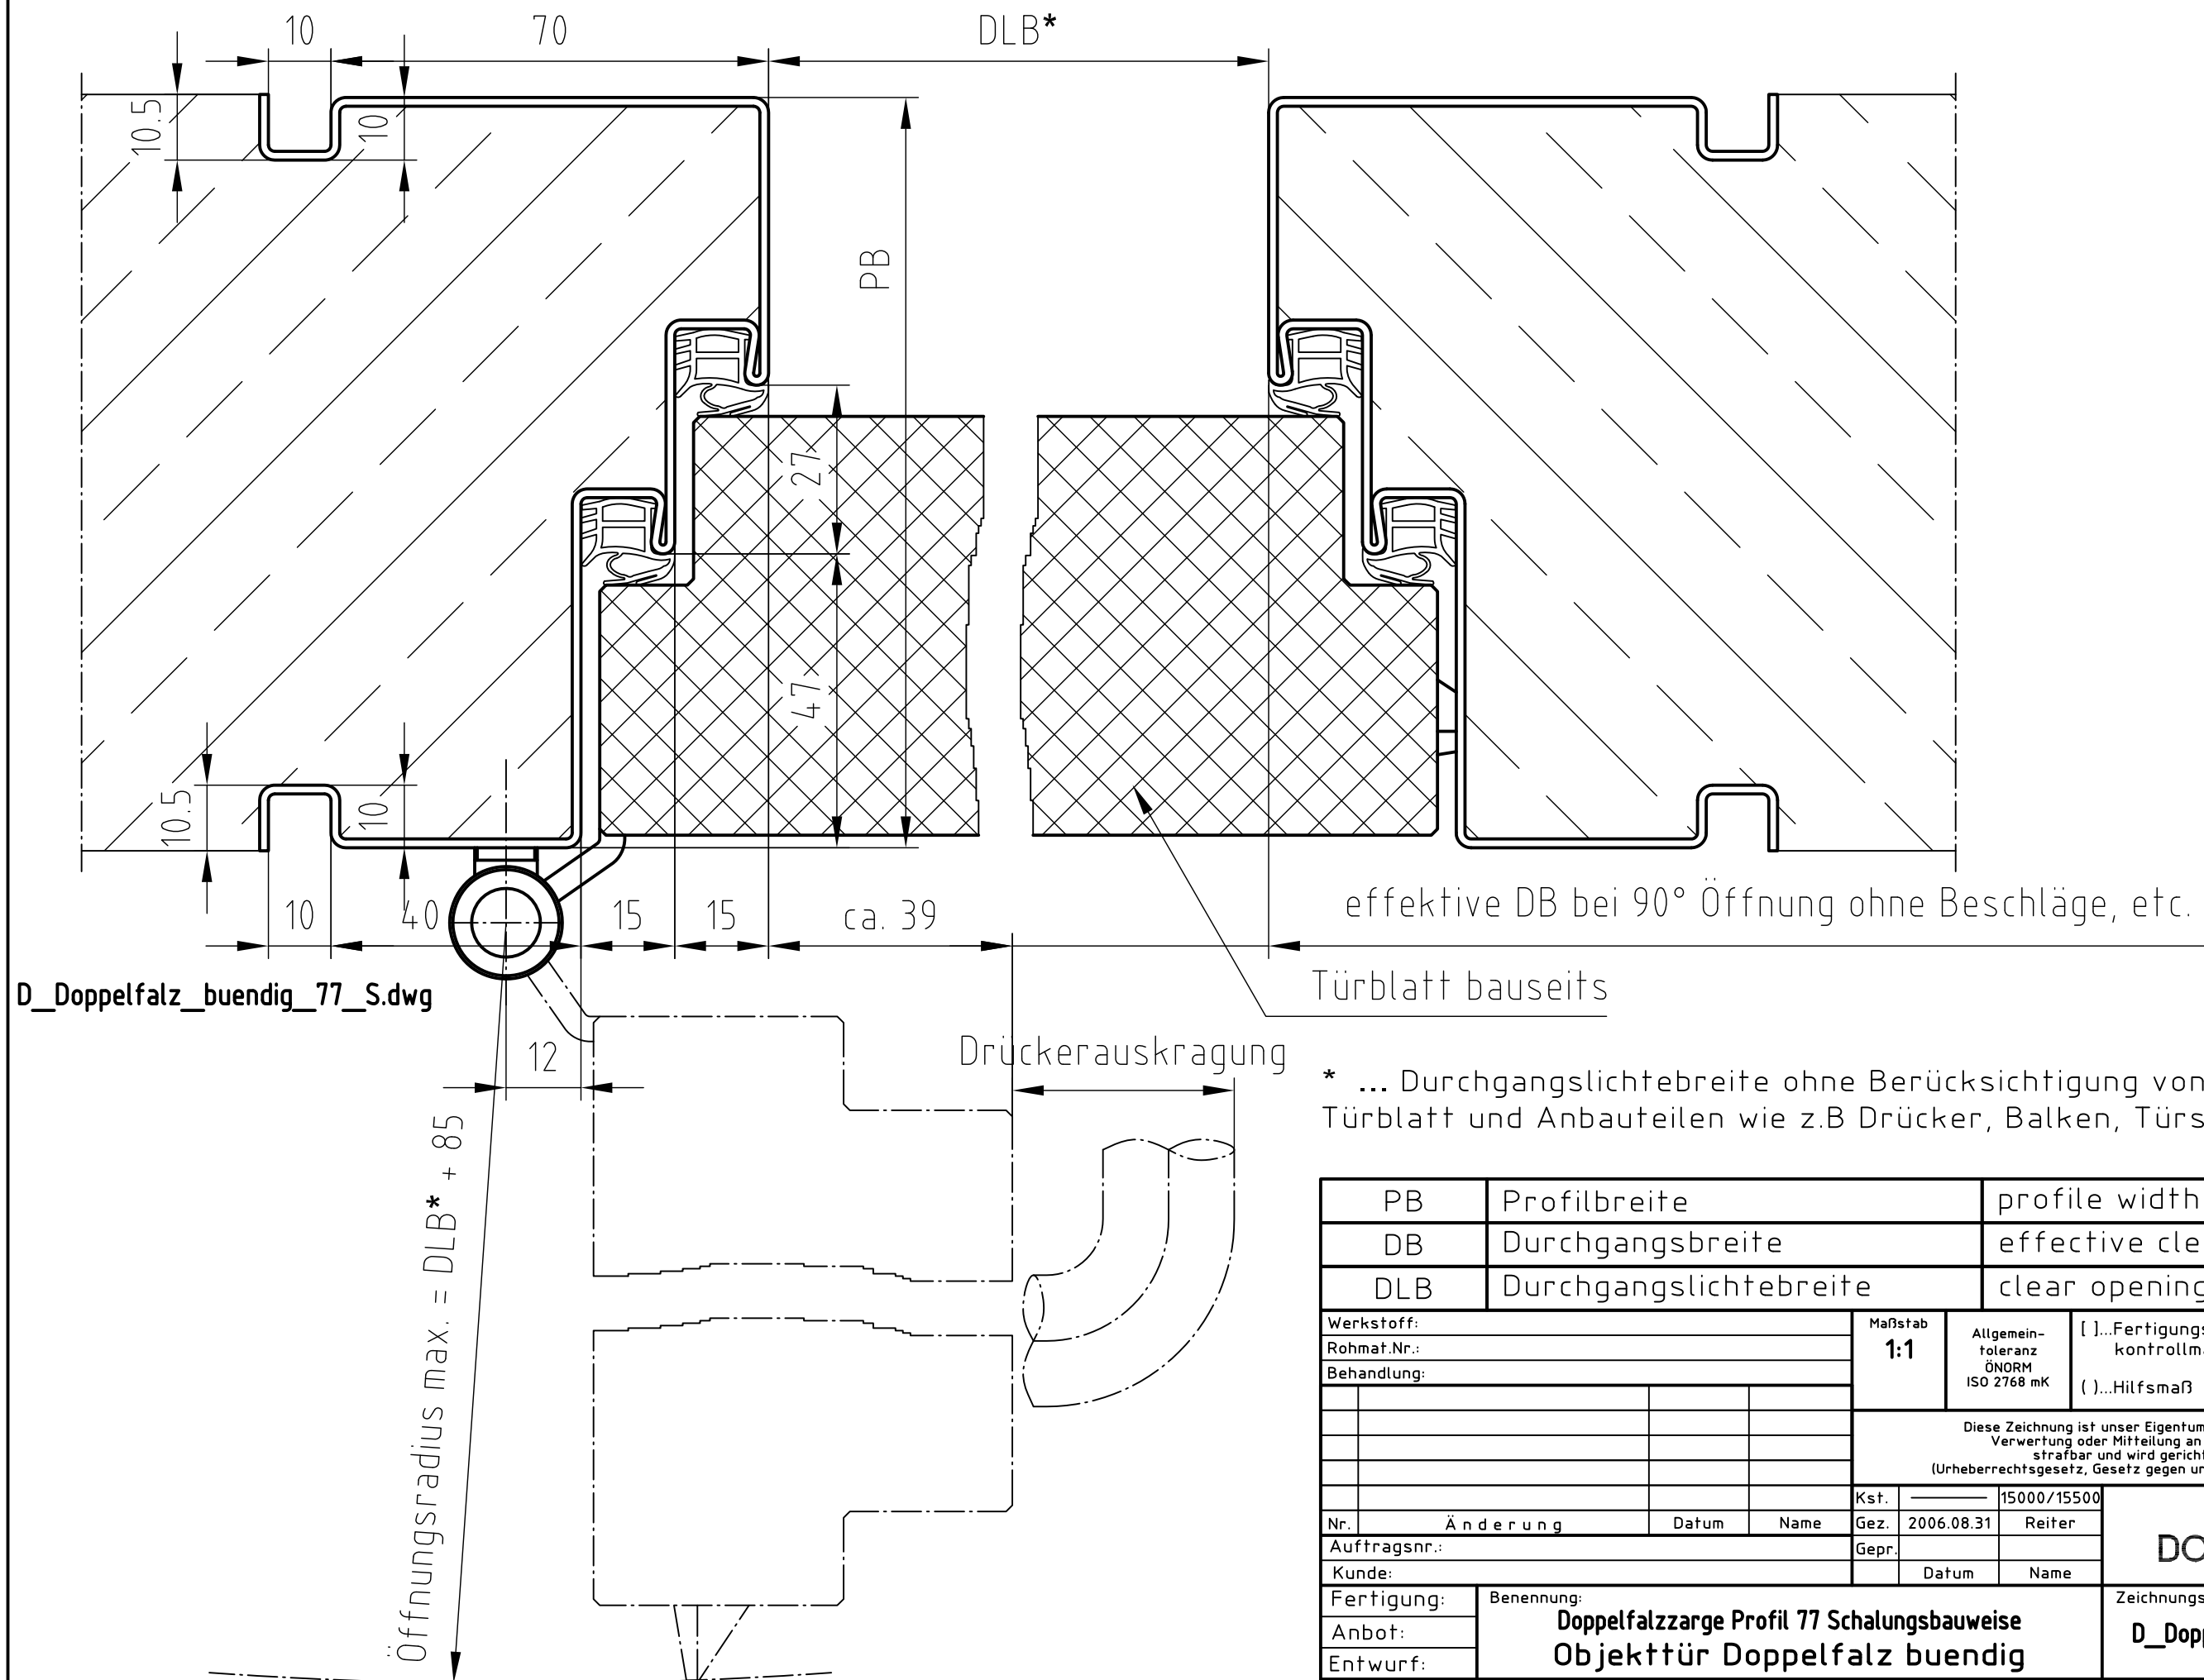 10
70
DLB*
10.5
10
PB
27
47
10.5
10
10
40
15
15
ca. 39
effektive DB bei 90° Öffnung ohne Beschläge, etc.
D_Doppelfalz_buendig_77_S.dwg
Türblatt bauseits
12
Drückerauskragung
Öffnungsradius max. = DLB* + 85
* ... Durchgangslichtebreite ohne Berücksichtigung von
Türblatt und Anbauteilen wie z.B Drücker, Balken, Türs
PB Profilbreite profile width
DB Durchgangsbreite effective cle
DLB Durchgangslichtebreite clear opening
Werkstoff:
Rohmat.Nr.:
Behandlung:
Maßstab
1:1
Allgemein-
toleranz
ÖNORM
ISO 2768 mK
[ ]...Fertigungs
kontrollma
( )...Hilfsmaß
Diese Zeichnung ist unser Eigentum
Verwertung oder Mitteilung an
strafbar und wird gericht
(Urheberrechtsgesetz, Gesetz gegen un
Kst. 15000/15500
Nr. Änderung Datum Name
Gez. 2006.08.31 Reiter
Gepr.
Datum Name
Auftragsnr.:
Kunde:
DO
Fertigung:
Anbot:
Entwurf:
Benennung:
Doppelfalzzarge Profil 77 Schalungsbauweise
Objekttür Doppelfalz buendig
Zeichnungs
D_Dopp